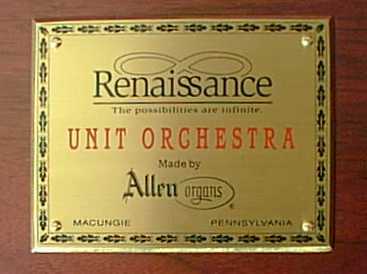 Renaissance
The possibilities are infinite.
UNIT ORCHESTRA
Made by
Allen organs ®
MACUNGIE PENNSYLVANIA